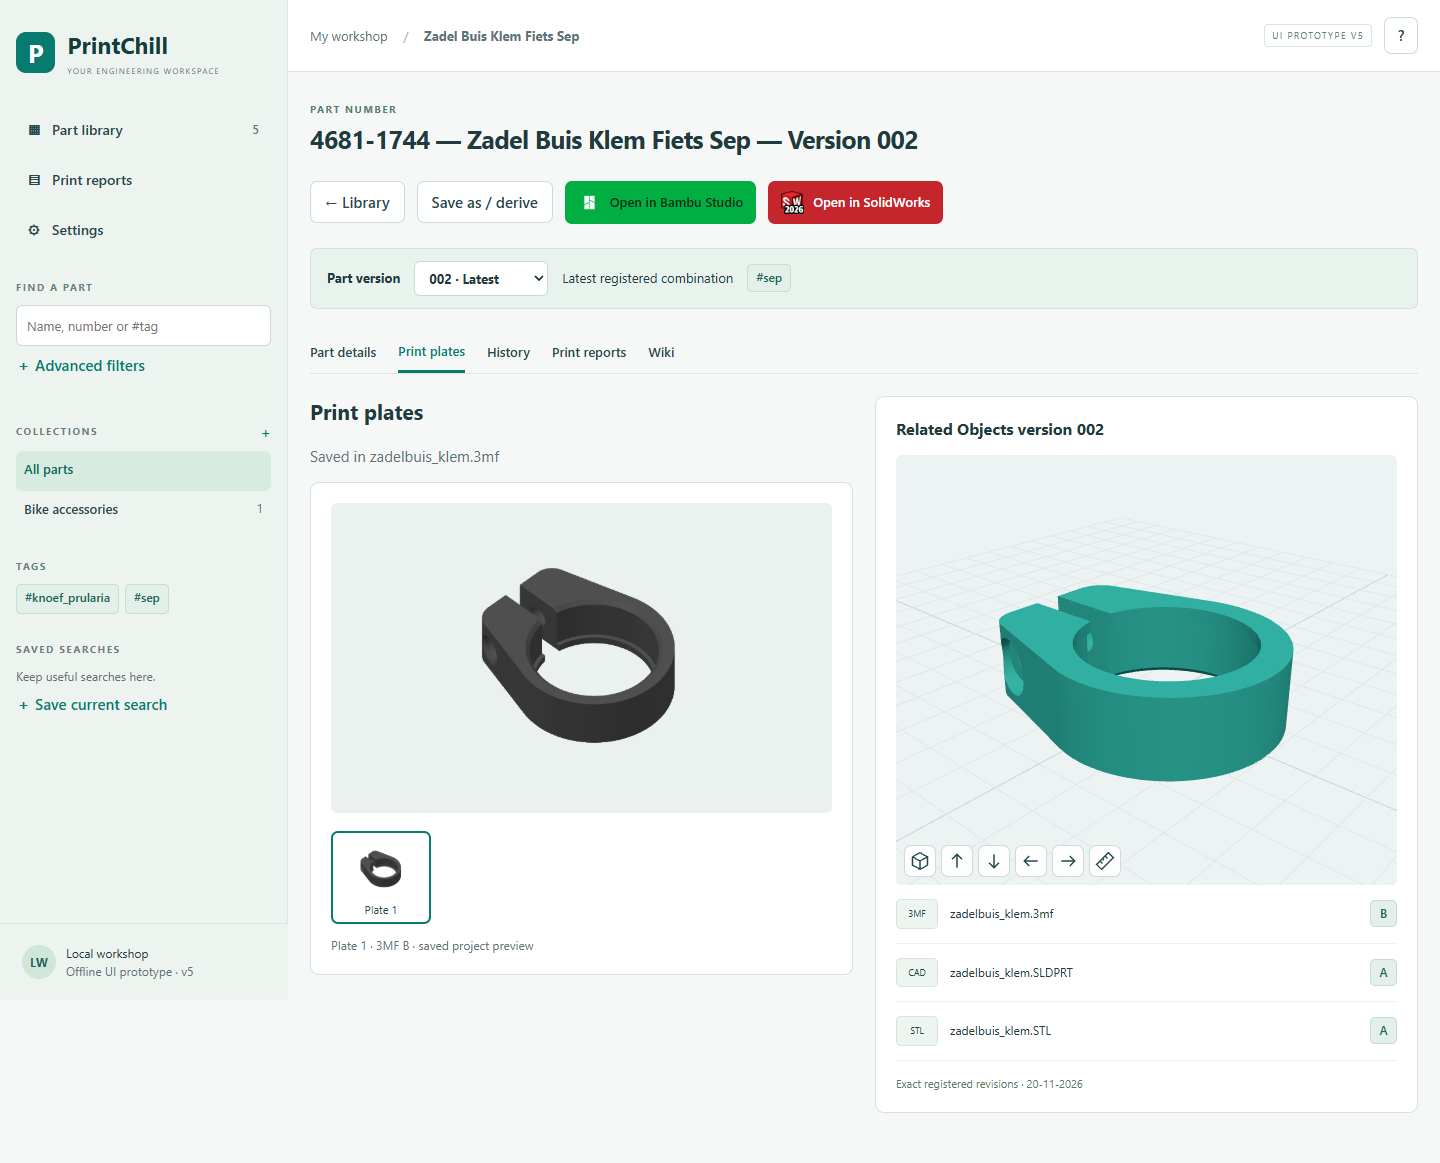 P
PrintChill
YOUR ENGINEERING WORKSPACE
Part library 5
Print reports
Settings
FIND A PART
Name, number or #tag
+ Advanced filters
COLLECTIONS +
All parts
Bike accessories 1
TAGS
#knoef_prularia #sep
SAVED SEARCHES
Keep useful searches here.
+ Save current search
LW
Local workshop
Offline UI prototype · v5
My workshop / Zadel Buis Klem Fiets Sep
UI PROTOTYPE V5 ?
PART NUMBER
4681-1744 — Zadel Buis Klem Fiets Sep — Version 002
← Library
Save as / derive
Open in Bambu Studio
SW 2026
Open in SolidWorks
Part version 002 · Latest Latest registered combination #sep
Part details Print plates History Print reports Wiki
Print plates
Saved in zadelbuis_klem.3mf
Plate 1
Plate 1 · 3MF B · saved project preview
Related Objects version 002
3MF zadelbuis_klem.3mf B
CAD zadelbuis_klem.SLDPRT A
STL zadelbuis_klem.STL A
Exact registered revisions · 20-11-2026